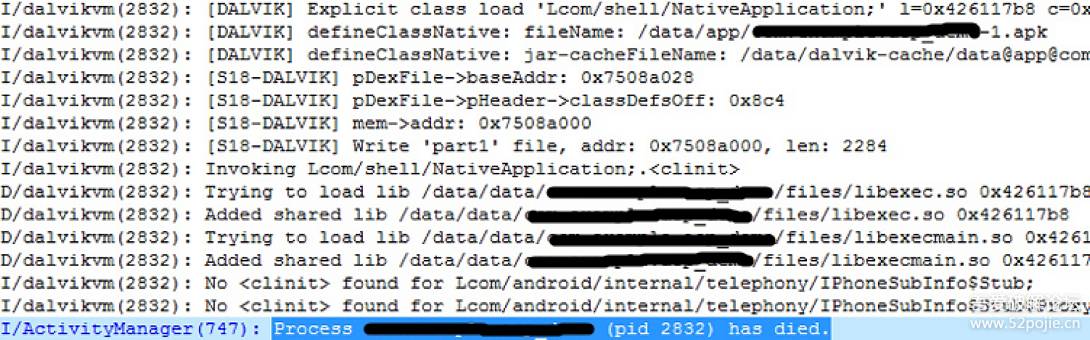 I/dalvikvm(2832): [DALVIK] Explicit class load 'Lcom/shell/NativeApplication;' l=0x426117b8 c=0x
I/dalvikvm(2832): [DALVIK] defineClassNative: fileName: /data/app/ -1.apk
I/dalvikvm(2832): [DALVIK] defineClassNative: jar-cacheFileName: /data/dalvik-cache/data@app@com
I/dalvikvm(2832): [S18-DALVIK] pDexFile->baseAddr: 0x7508a028
I/dalvikvm(2832): [S18-DALVIK] pDexFile->pHeader->classDefsOff: 0x8c4
I/dalvikvm(2832): [S18-DALVIK] mem->addr: 0x7508a000
I/dalvikvm(2832): [S18-DALVIK] Write 'part1' file, addr: 0x7508a000, len: 2284
I/dalvikvm(2832): Invoking Lcom/shell/NativeApplication;.<clinit>
D/dalvikvm(2832): Trying to load lib /data/data/ /files/libexec.so 0x426117b8
D/dalvikvm(2832): Added shared lib /data/data/ /files/libexec.so 0x426117b8
D/dalvikvm(2832): Trying to load lib /data/data/ /files/libexecmain.so 0x4261
D/dalvikvm(2832): Added shared lib /data/data/ /files/libexecmain.so 0x426117
I/dalvikvm(2832): No <clinit> found for Lcom/android/internal/telephony/IPhoneSubInfo$Stub;
I/dalvikvm(2832): No <clinit> found for Lcom/android/internal/telephony/IPhoneSubInfo
I/ActivityManager(747): Process (pid 2832) has died.
www.52pojie.cn